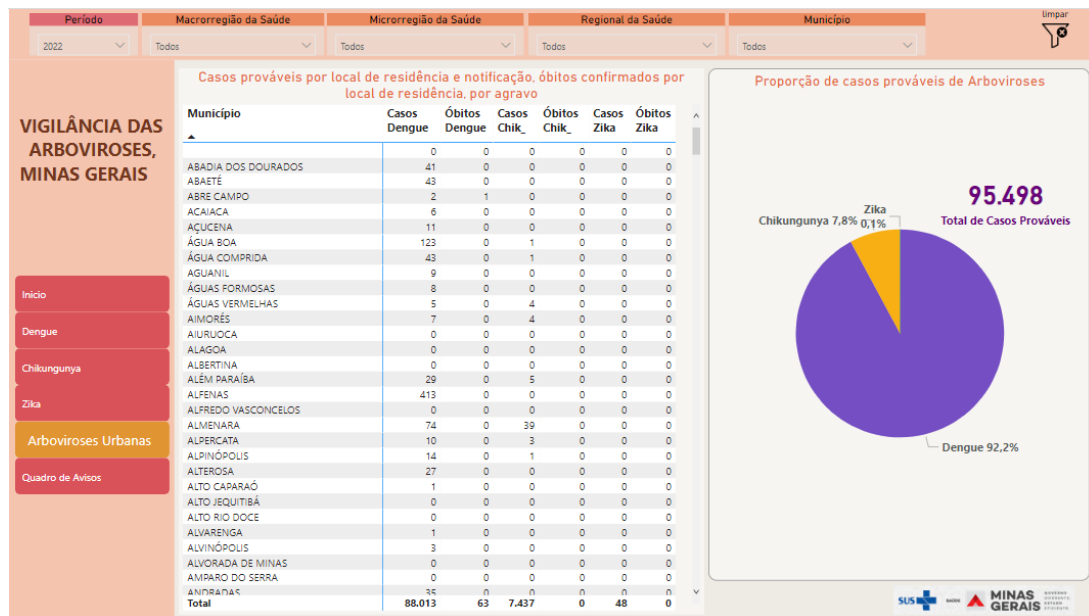 Período Macrorregião da Saúde Microrregião da Saúde Regional da Saúde Município limpar
2022 Todos Todos Todos Todos
VIGILÂNCIA DAS
ARBOVIROSES,
MINAS GERAIS
Inicio
Dengue
Chikungunya
Zika
Arboviroses Urbanas
Quadro de Avisos
Casos prováveis por local de residência e notificação, óbitos confirmados por
local de residência, por agravo
Município Casos Dengue Óbitos Dengue Casos Chik_ Óbitos Chik_ Casos Zika Óbitos Zika
0 0 0 0 0 0
ABADIA DOS DOURADOS 41 0 0 0 0 0
ABAETÉ 43 0 0 0 0 0
ABRE CAMPO 2 1 0 0 0 0
ACAIACA 6 0 0 0 0 0
AÇUCENA 11 0 0 0 0 0
ÁGUA BOA 123 0 1 0 0 0
ÁGUA COMPRIDA 43 0 1 0 0 0
AGUANIL 9 0 0 0 0 0
ÁGUAS FORMOSAS 8 0 0 0 0 0
ÁGUAS VERMELHAS 5 0 4 0 0 0
AIMORÉS 7 0 4 0 0 0
AIURUOCA 0 0 0 0 0 0
ALAGOA 0 0 0 0 0 0
ALBERTINA 0 0 0 0 0 0
ALÉM PARAÍBA 29 0 5 0 0 0
ALFENAS 413 0 0 0 0 0
ALFREDO VASCONCELOS 0 0 0 0 0 0
ALMENARA 74 0 39 0 0 0
ALPERCATA 10 0 3 0 0 0
ALPINÓPOLIS 14 0 1 0 0 0
ALTEROSA 27 0 0 0 0 0
ALTO CAPARAÓ 1 0 0 0 0 0
ALTO JEQUITIBÁ 0 0 0 0 0 0
ALTO RIO DOCE 0 0 0 0 0 0
ALVARENGA 1 0 0 0 0 0
ALVINÓPOLIS 3 0 0 0 0 0
ALVORADA DE MINAS 0 0 0 0 0 0
AMPARO DO SERRA 0 0 0 0 0 0
ANDRADAS 35 0 0 0 0 0
Total 88.013 63 7.437 0 48 0
Proporção de casos prováveis de Arboviroses
95.498
Total de Casos Prováveis
Zika
0,1%
Chikungunya 7,8%
Dengue 92,2%
SUS SAÚDE MINAS
GERAIS